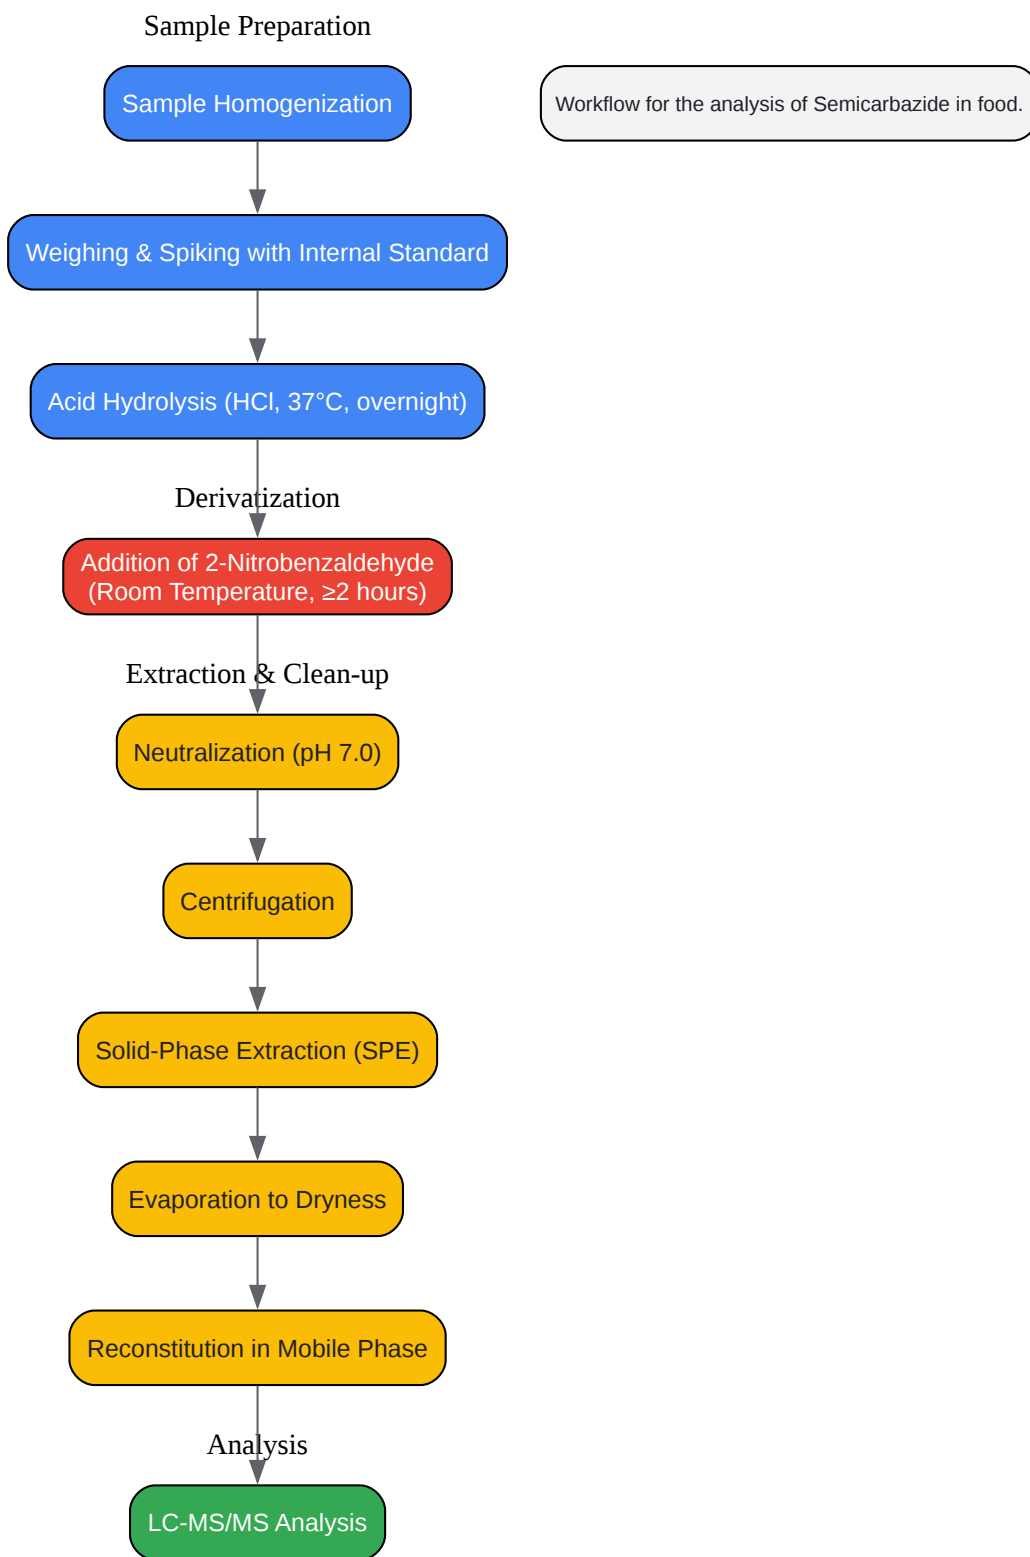 Sample Preparation
Sample Homogenization
Workflow for the analysis of Semicarbazide in food.
Weighing & Spiking with Internal Standard
Acid Hydrolysis (HCl, 37°C, overnight)
Derivatization
Addition of 2-Nitrobenzaldehyde
(Room Temperature, ≥2 hours)
Extraction & Clean-up
Neutralization (pH 7.0)
Centrifugation
Solid-Phase Extraction (SPE)
Evaporation to Dryness
Reconstitution in Mobile Phase
Analysis
LC-MS/MS Analysis